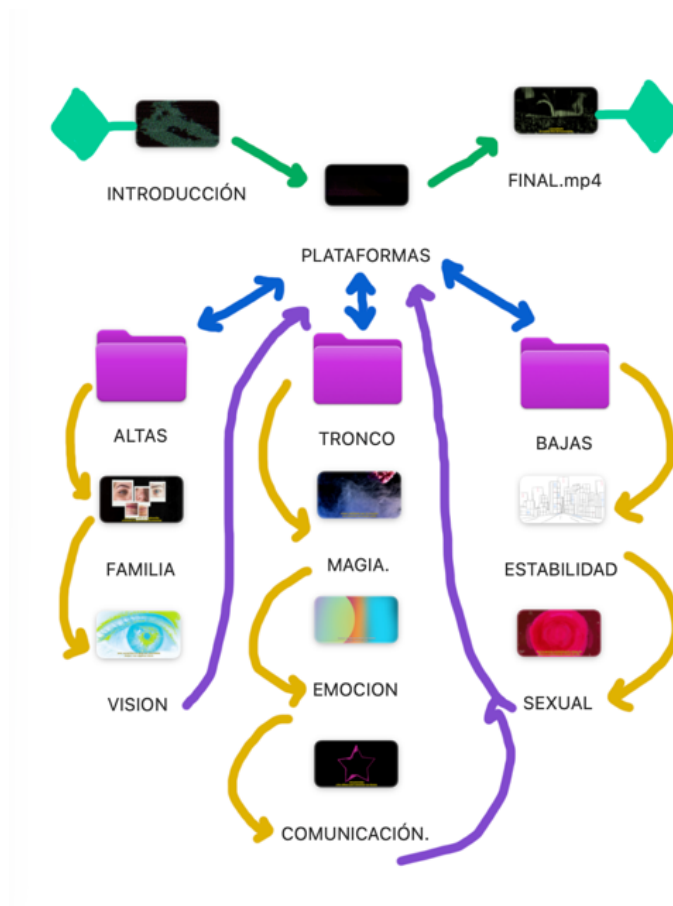 INTRODUCCIÓN
FINAL.mp4
PLATAFORMAS
ALTAS
TRONCO
BAJAS
FAMILIA
MAGIA.
ESTABILIDAD
VISION
EMOCION
SEXUAL
COMUNICACIÓN.